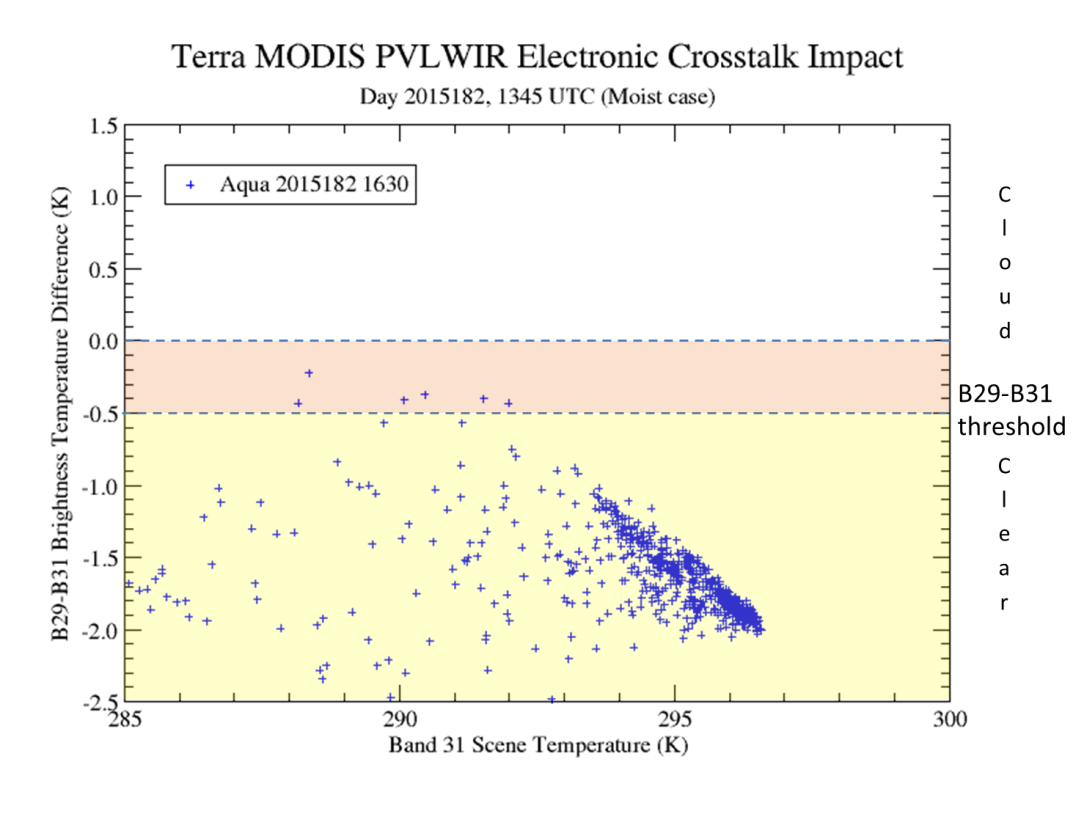 Terra MODIS PVLWIR Electronic Crosstalk Impact
Day 2015182, 1345 UTC (Moist case)
Aqua 2015182 1630
B29-B31 Brightness Temperature Difference (K)
1.5
1.0
0.5
0.0
-0.5
-1.0
-1.5
-2.0
-2.5
285
290
295
300
Band 31 Scene Temperature (K)
C
l
o
u
d
B29-B31
threshold
C
l
e
a
r